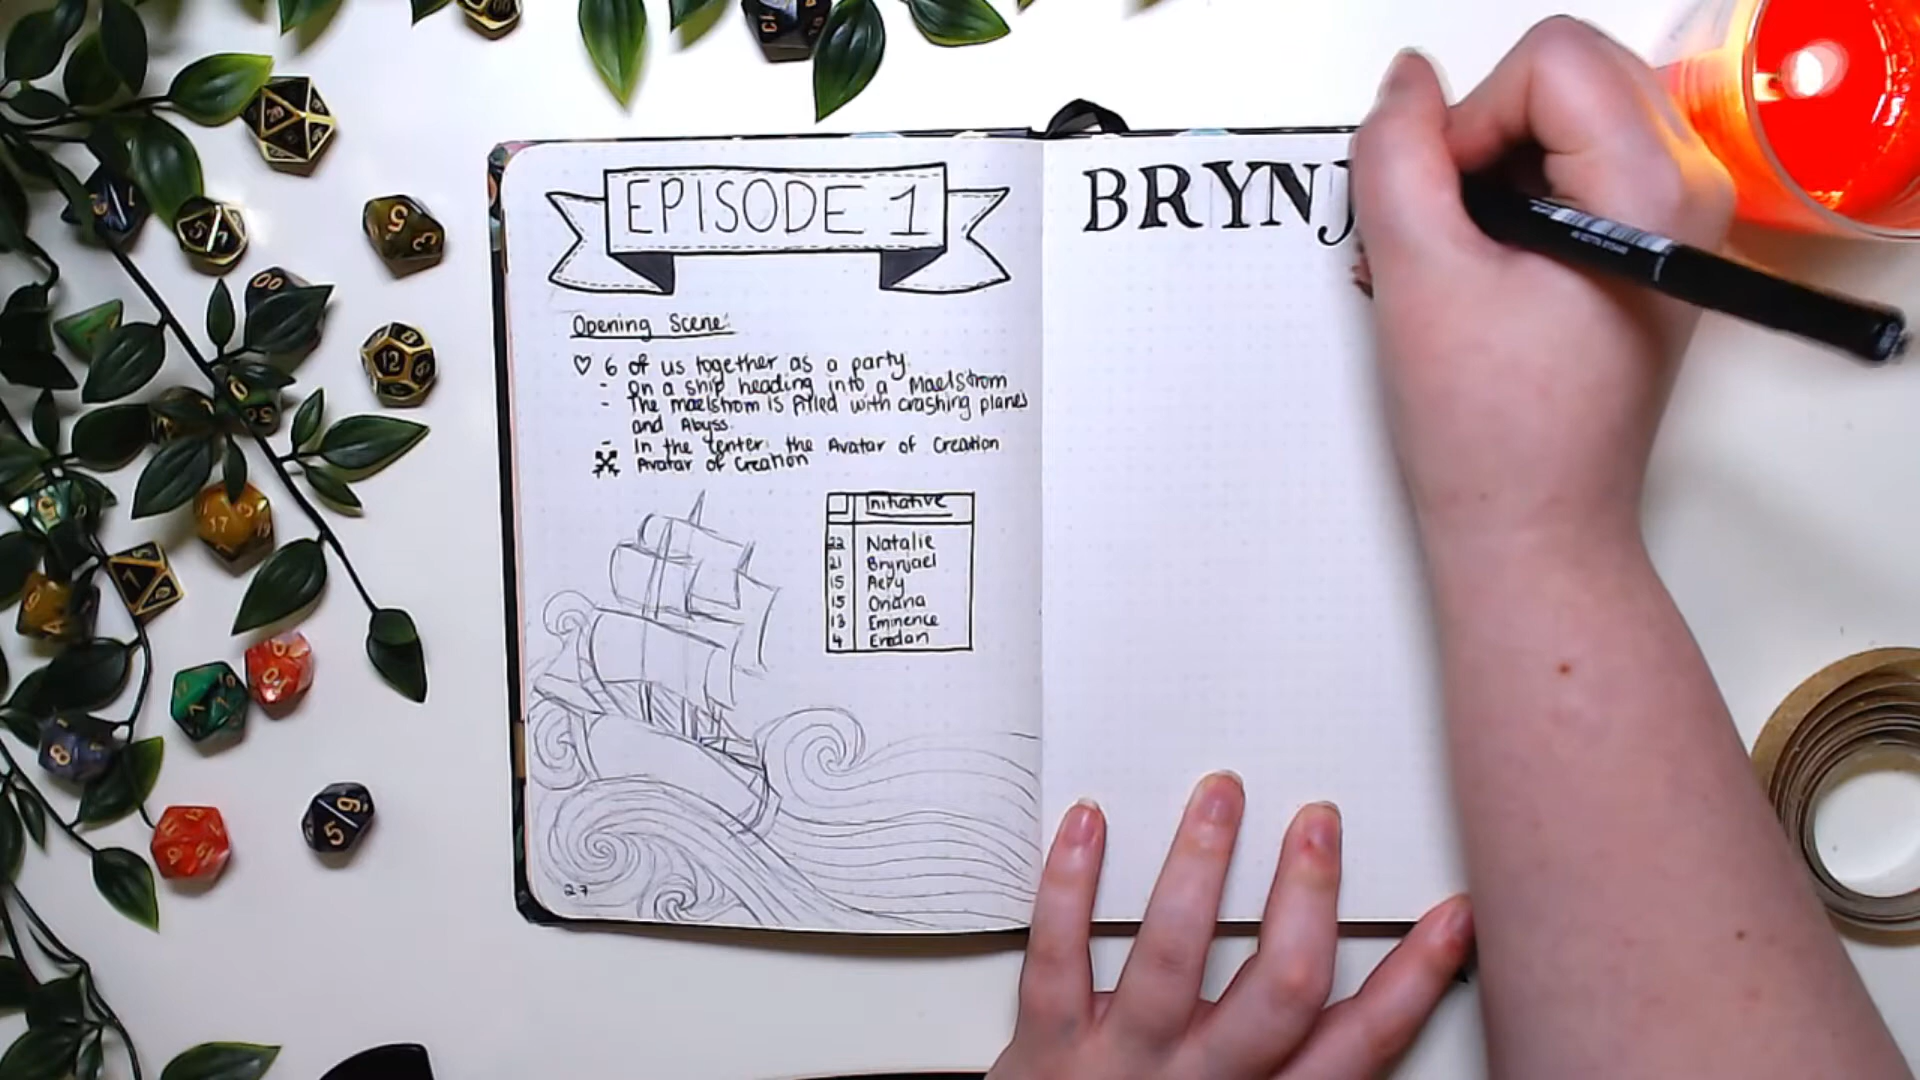 EPISODE 1
Opening Scene:
♡ 6 of us together as a party.
- On a ship heading into a Maelstrom
- The maelstrom is filled with crashing planes
and Abyss.
- In the center: the Avatar of Creation
Avatar of Creation
Initiative
22 Natalie
21 Brynjael
15 Aery
15 Oriana
13 Eminence
4 Erodan
27
BRYNJ